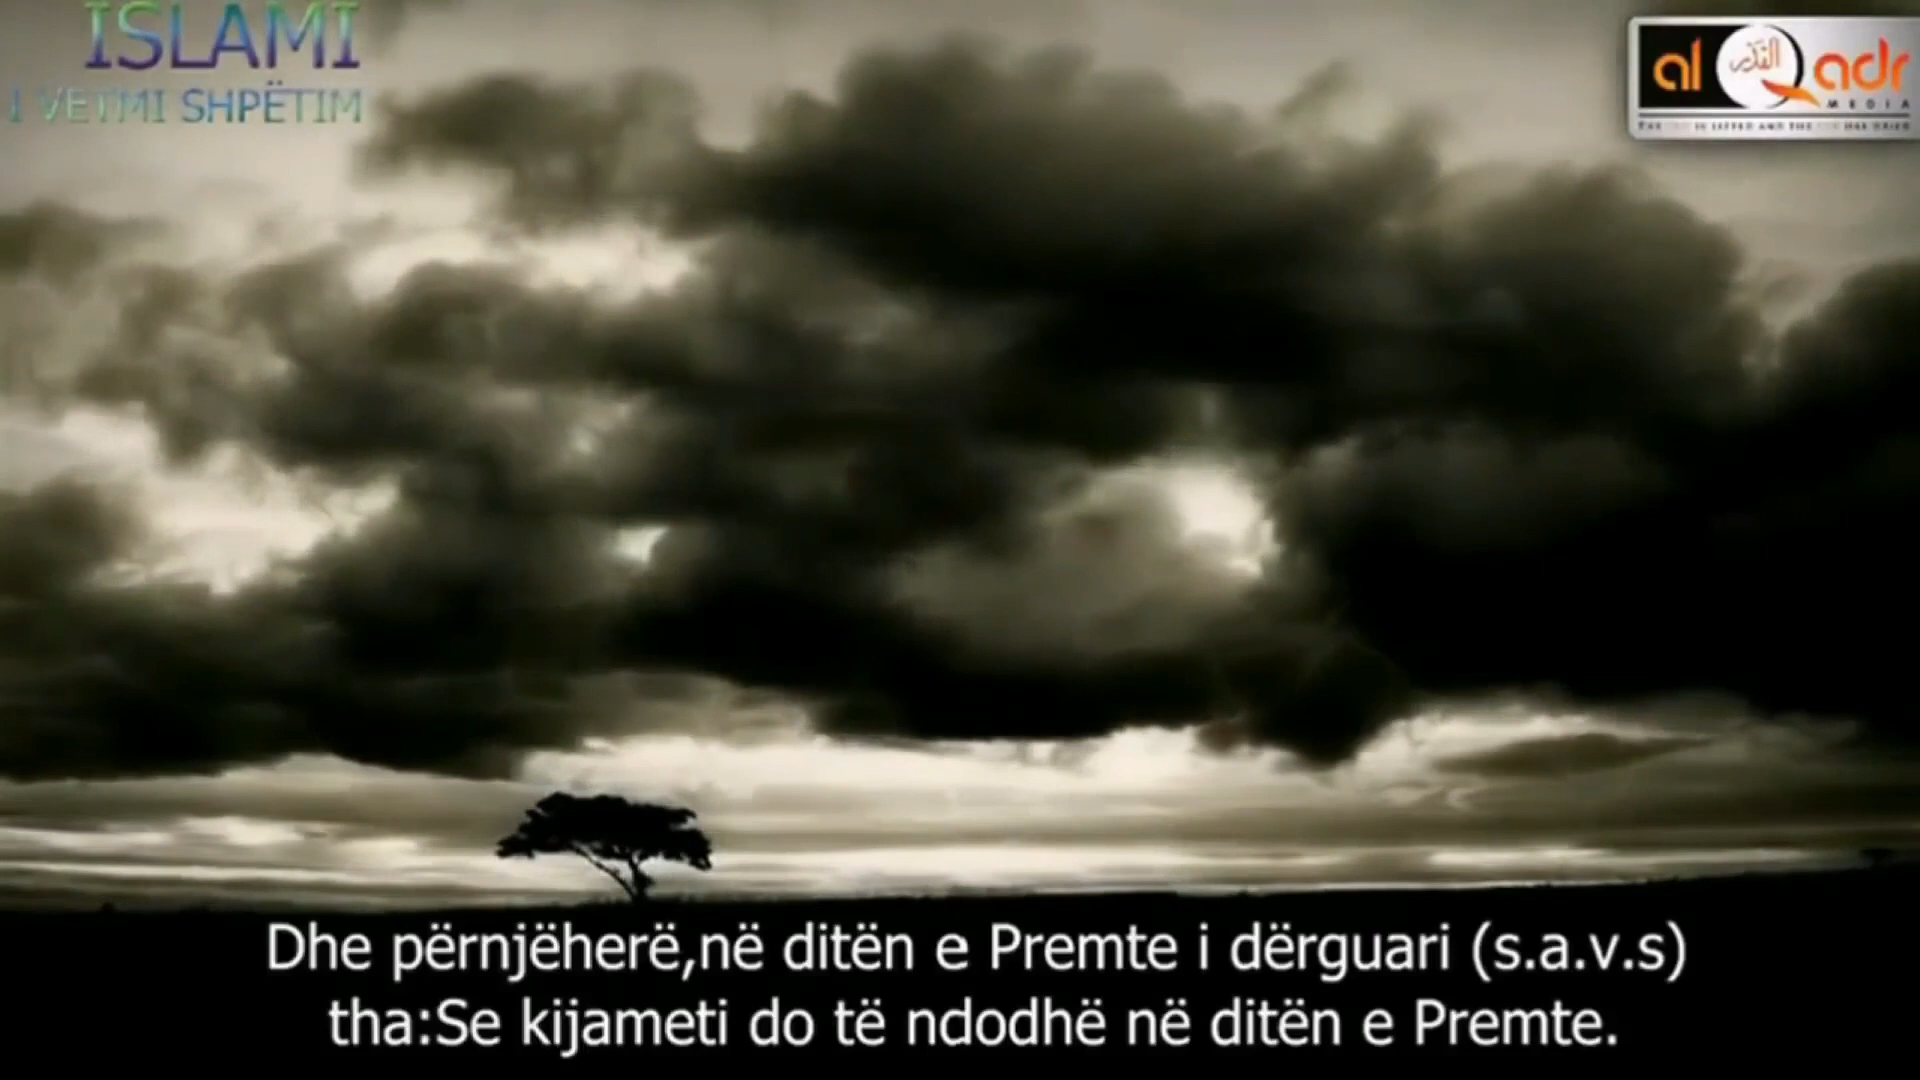 ISLAMI
I VETMI SHPËTIM
al Qadr
القدر
MEDIA
Dhe përnjëherë,në ditën e Premte i dërguari (s.a.v.s)
tha:Se kijameti do të ndodhë në ditën e Premte.